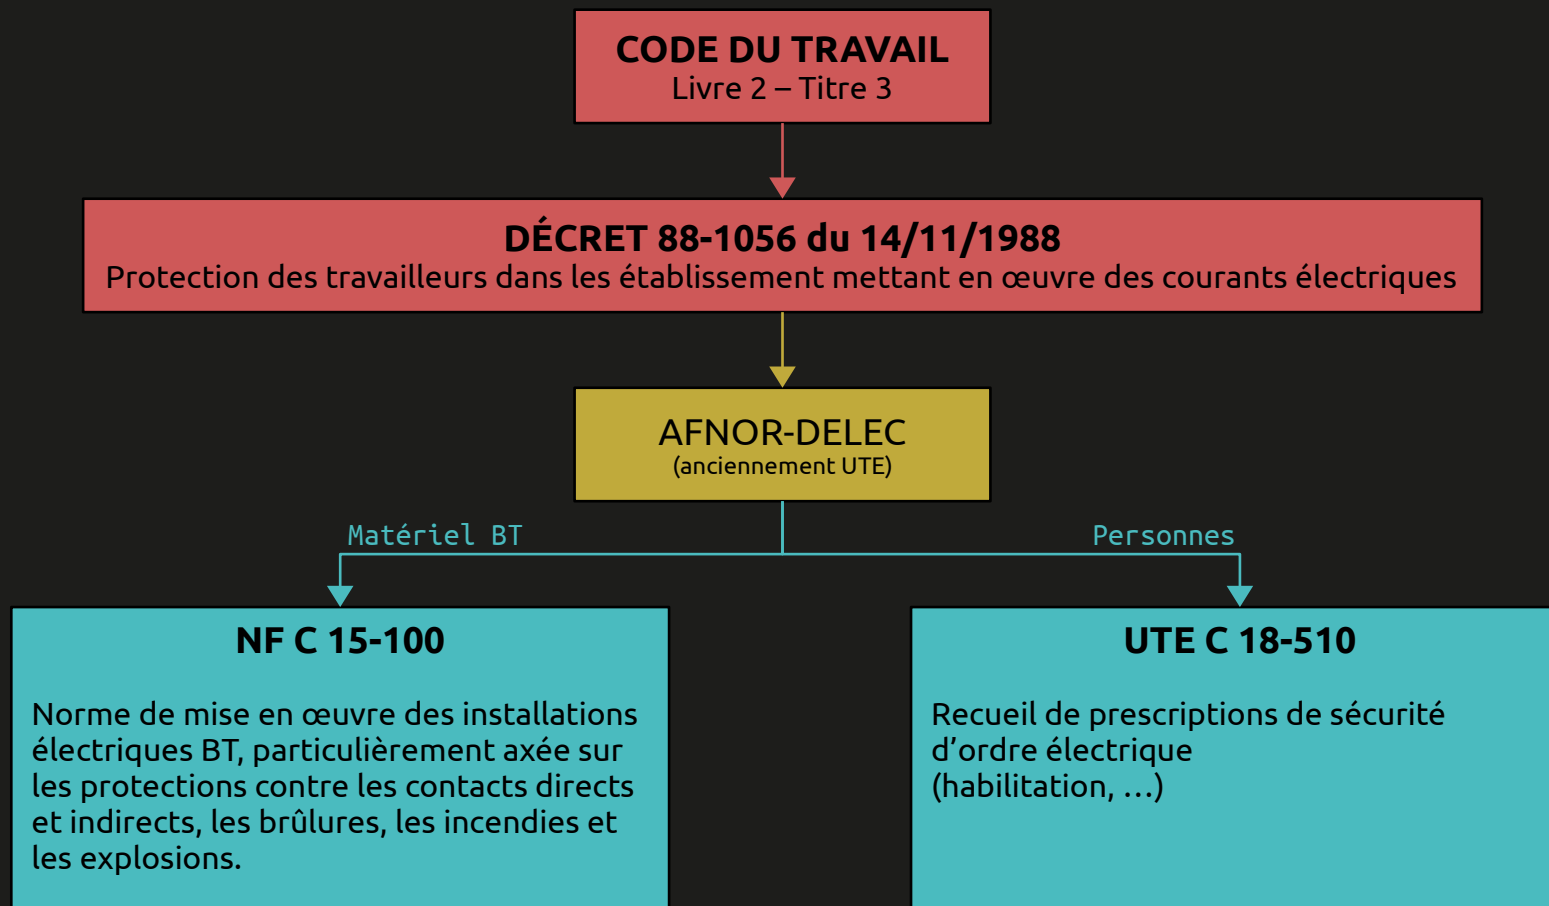 CODE DU TRAVAIL
Livre 2 – Titre 3
DÉCRET 88-1056 du 14/11/1988
Protection des travailleurs dans les établissement mettant en œuvre des courants électriques
AFNOR-DELEC
(anciennement UTE)
Matériel BT
Personnes
NF C 15-100
Norme de mise en œuvre des installations
électriques BT, particulièrement axée sur
les protections contre les contacts directs
et indirects, les brûlures, les incendies et
les explosions.
UTE C 18-510
Recueil de prescriptions de sécurité
d’ordre électrique
(habilitation, …)